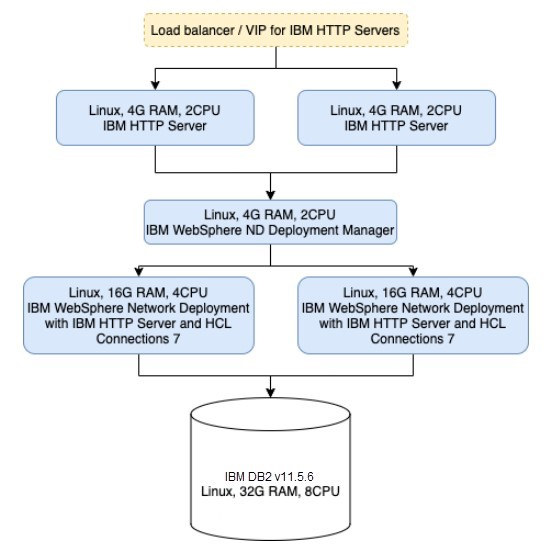 Load balancer / VIP for IBM HTTP Servers
Linux, 4G RAM, 2CPU
IBM HTTP Server
Linux, 4G RAM, 2CPU
IBM HTTP Server
Linux, 4G RAM, 2CPU
IBM WebSphere ND Deployment Manager
Linux, 16G RAM, 4CPU
IBM WebSphere Network Deployment
with IBM HTTP Server and HCL
Connections 7
Linux, 16G RAM, 4CPU
IBM WebSphere Network Deployment
with IBM HTTP Server and HCL
Connections 7
IBM DB2 v11.5.6
Linux, 32G RAM, 8CPU